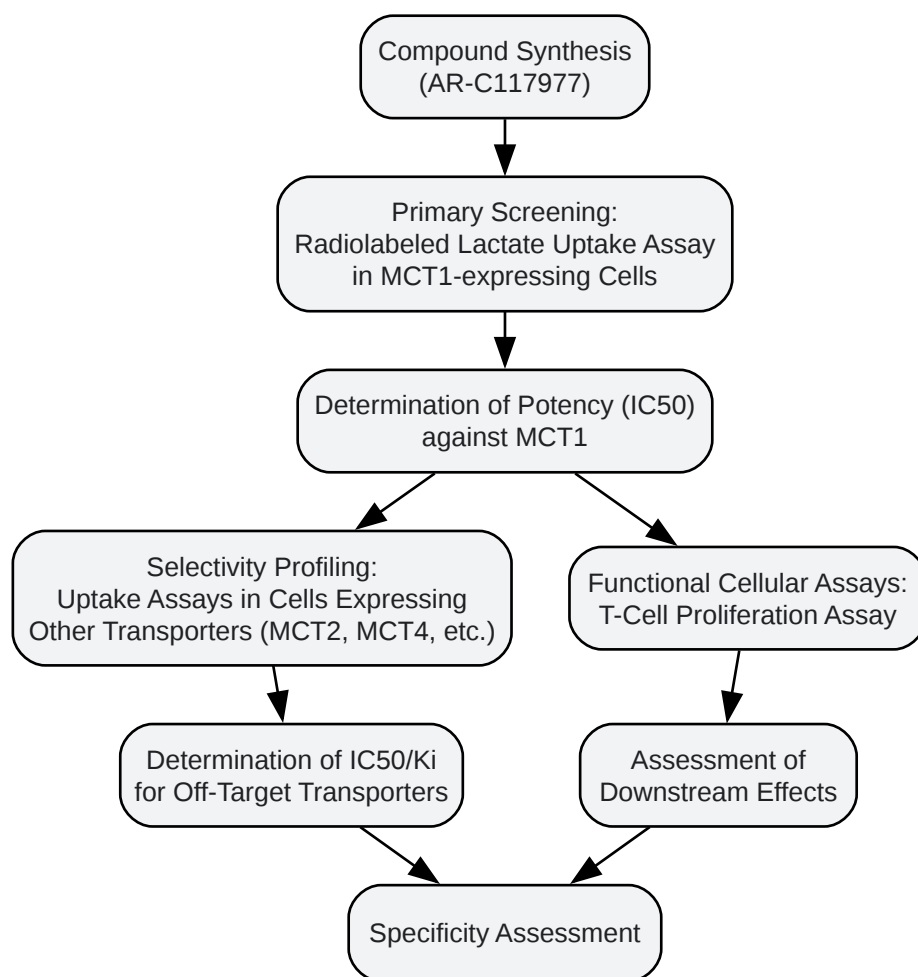 Compound Synthesis
(AR-C117977)
Primary Screening:
Radiolabeled Lactate Uptake Assay
in MCT1-expressing Cells
Determination of Potency (IC50)
against MCT1
Selectivity Profiling:
Uptake Assays in Cells Expressing
Other Transporters (MCT2, MCT4, etc.)
Functional Cellular Assays:
T-Cell Proliferation Assay
Determination of IC50/Ki
for Off-Target Transporters
Assessment of
Downstream Effects
Specificity Assessment